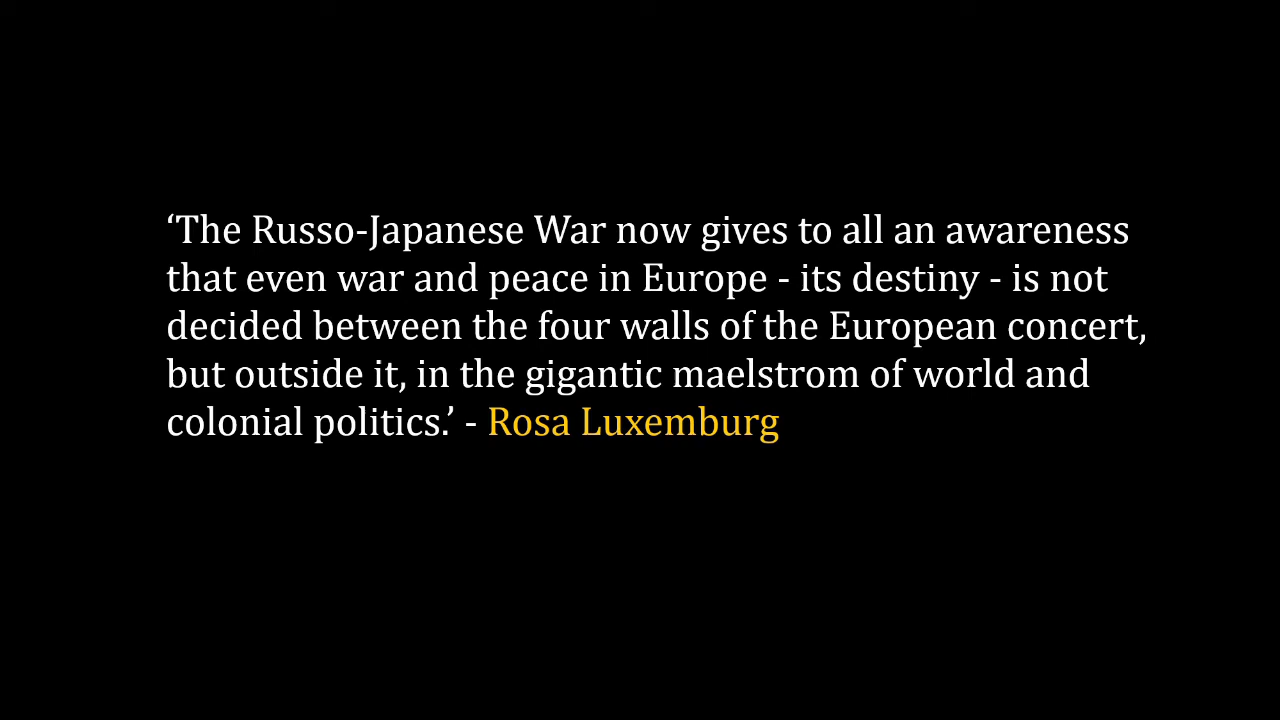 ‘The Russo-Japanese War now gives to all an awareness
that even war and peace in Europe - its destiny - is not
decided between the four walls of the European concert,
but outside it, in the gigantic maelstrom of world and
colonial politics.’ - Rosa Luxemburg